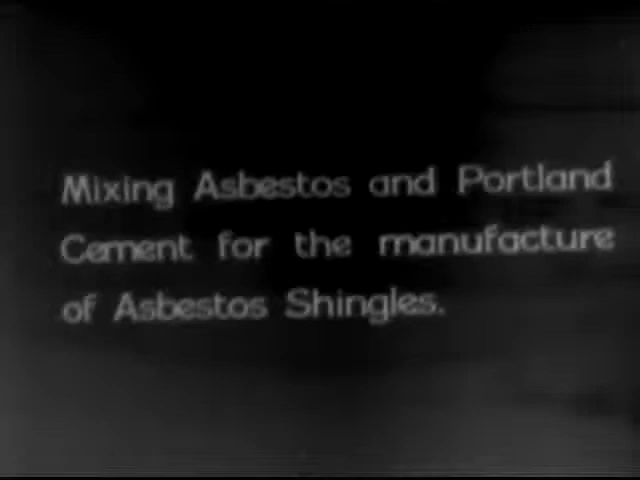 Mixing Asbestos and Portland
Cement for the manufacture
of Asbestos Shingles.